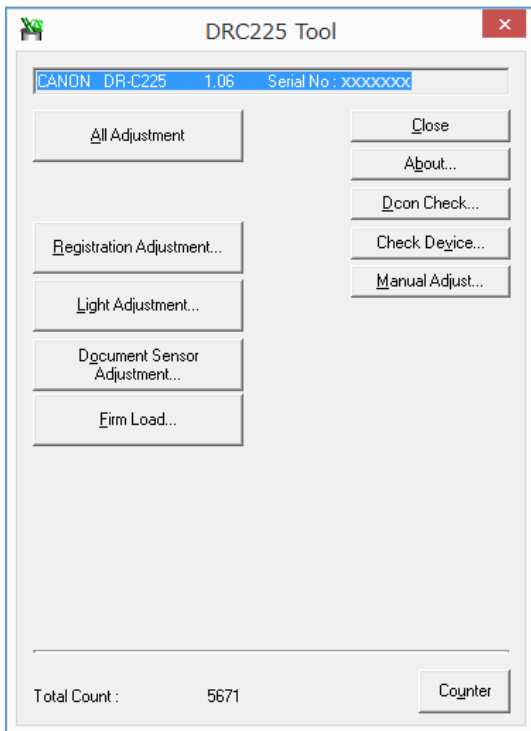 DRC225 Tool
CANON DR-C225 1.06 Serial No : xxxxxxx
All Adjustment
Close
About...
Dcon Check...
Registration Adjustment...
Check Device...
Light Adjustment...
Manual Adjust...
Document Sensor
Adjustment...
Firm Load...
Total Count : 5671
Counter